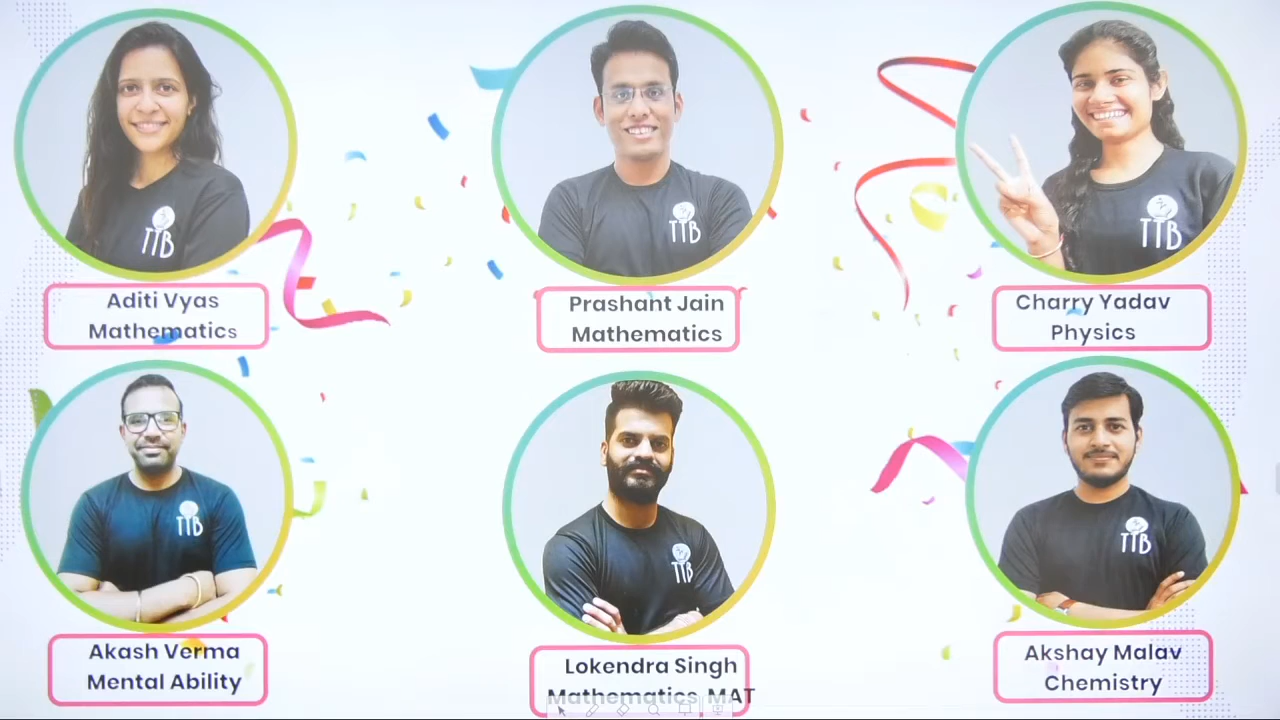 TTB
TTB
TTB
Aditi Vyas
Mathematics
Prashant Jain
Mathematics
Charry Yadav
Physics
TTB
TTB
TTB
Akash Verma
Mental Ability
Lokendra Singh
Mathematics, MAT
Akshay Malav
Chemistry